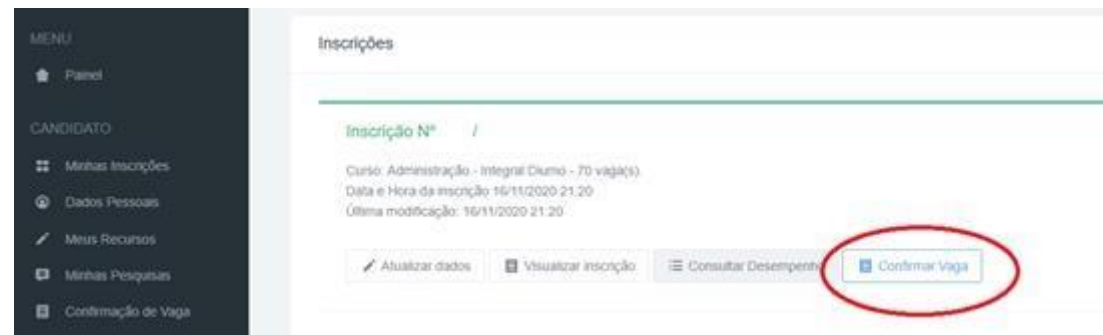 MENU
Painel
CANDIDATO
Minhas Inscrições
Dados Pessoais
Meus Recursos
Minhas Pesquisas
Confirmação de Vaga
Inscrições
Inscrição Nº /
Curso: Administração - Integral Diurno - 70 vaga(s).
Data e Hora da inscrição 16/11/2020 21:20
Última modificação: 16/11/2020 21:20
Atualizar dados Visualizar inscrição Consultar Desempenho Confirmar Vaga